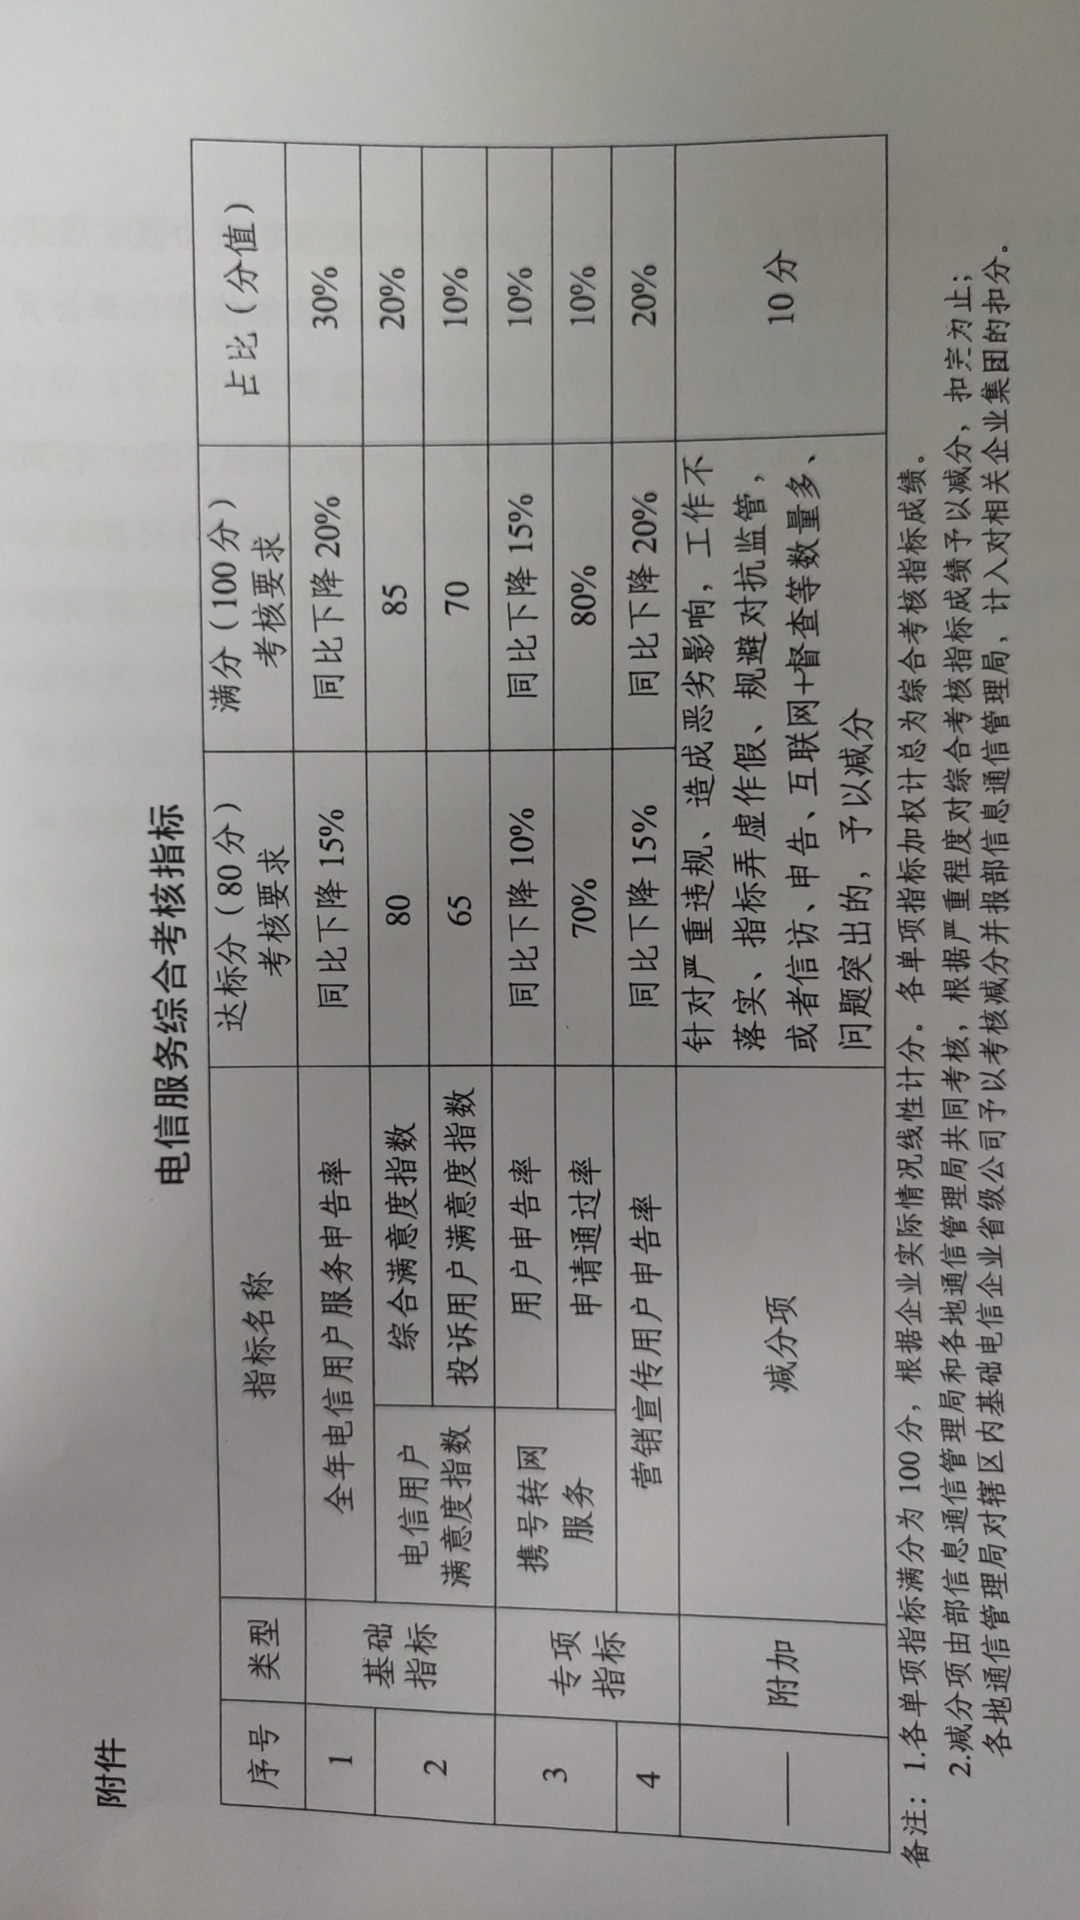 附件
电信服务综合考核指标
序号 类型 指标名称 达标分（80分）考核要求 满分（100分）考核要求 占比（分值）
1 基础指标 全年电信用户服务申告率 同比下降15% 同比下降20% 30%
2 电信用户满意度指数 综合满意度指数 80 85 20%
投诉用户满意度指数 65 70 10%
3 专项指标 携号转网服务 用户申告率 同比下降10% 同比下降15% 10%
申请通过率 70% 80% 10%
4 营销宣传用户申告率 同比下降15% 同比下降20% 20%
—— 附加 减分项 针对严重违规、造成恶劣影响，工作不
落实、指标弄虚作假、规避对抗监管，
或者信访、申告、互联网+督查等数量多、
问题突出的，予以减分 10分
备注：1.各单项指标满分为100分，根据企业实际情况线性计分。各单项指标加权计总为综合考核指标成绩。
2.减分项由部信息通信管理局和各地通信管理局共同考核，根据严重程度对综合考核指标成绩予以减分，扣完为止；
各地通信管理局对辖区内基础电信企业省级公司予以考核减分并报部信息通信管理局，计入对相关企业集团的扣分。